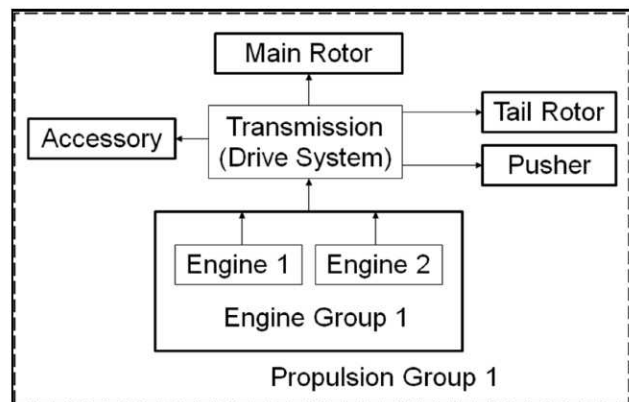 Main Rotor
Transmission
(Drive System)
Accessory
Tail Rotor
Pusher
Engine 1
Engine 2
Engine Group 1
Propulsion Group 1